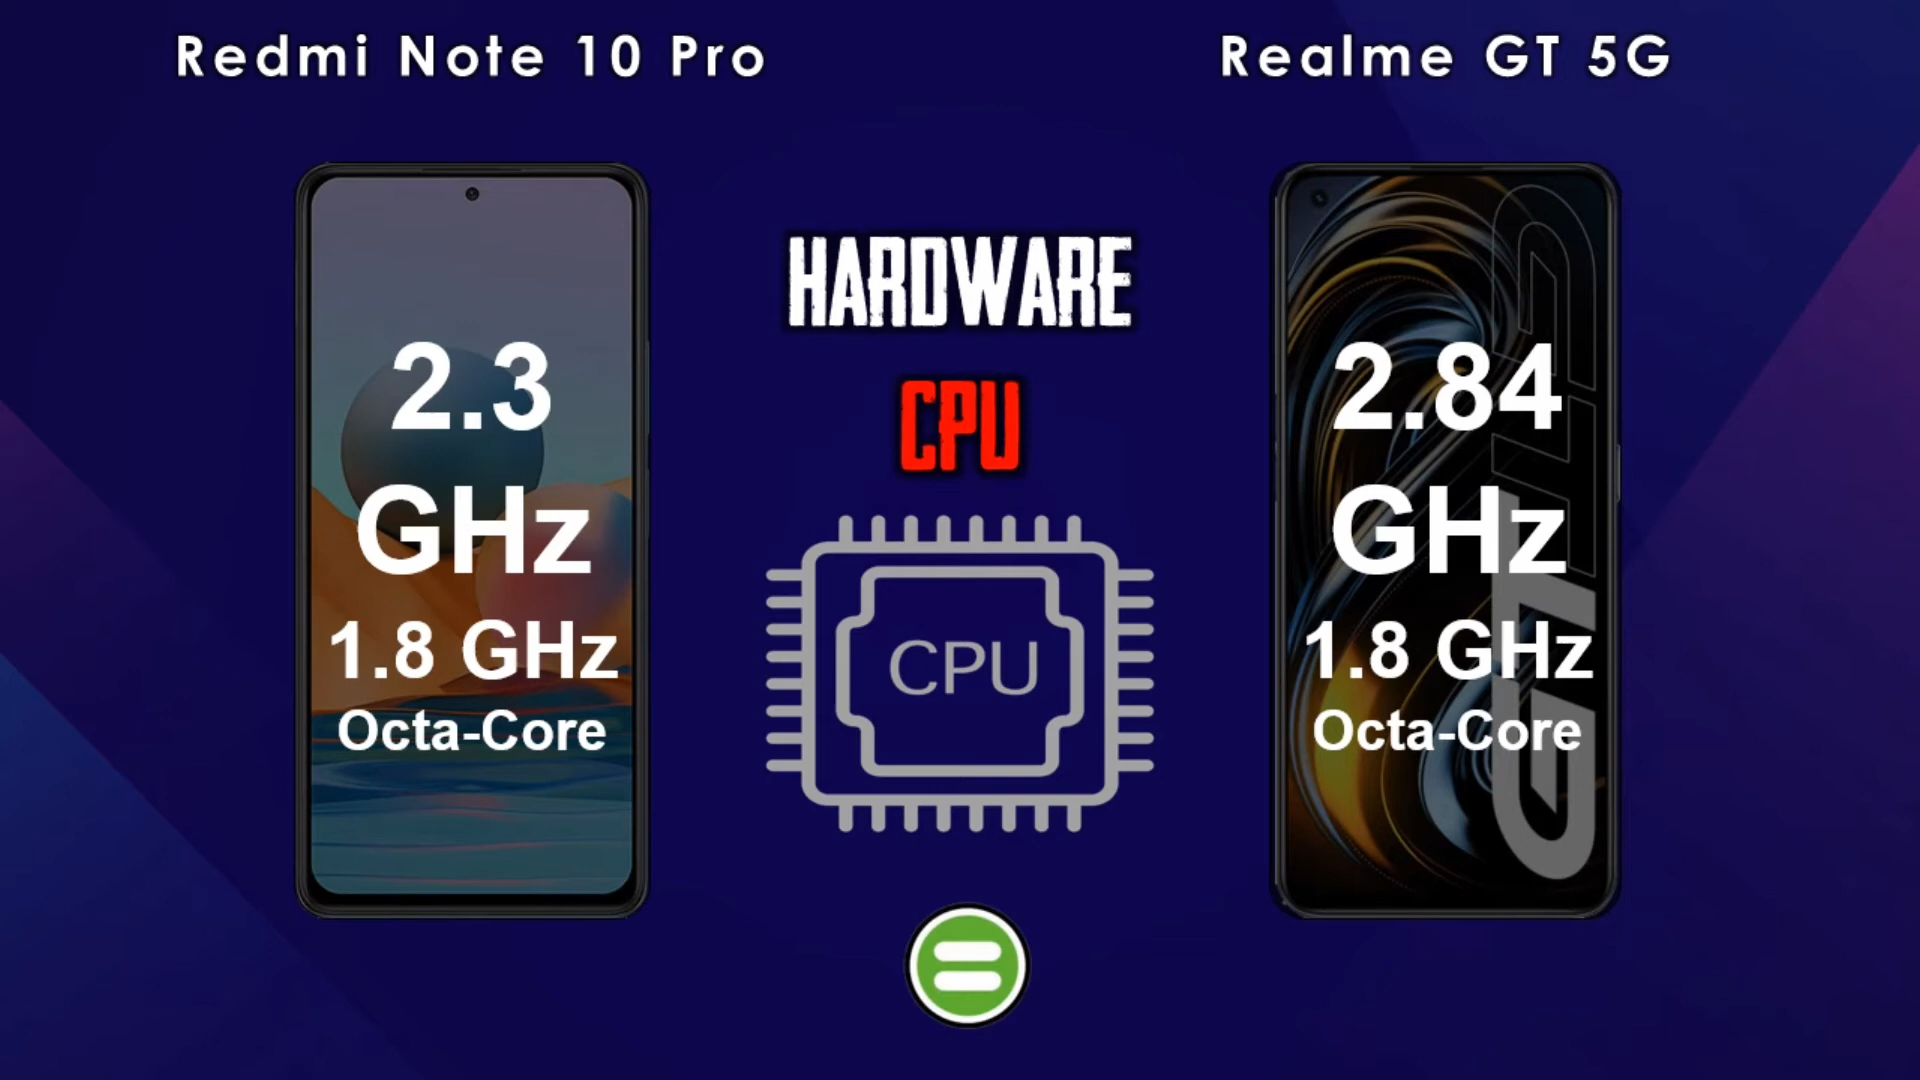 Redmi Note 10 Pro
Realme GT 5G
HARDWARE
CPU
2.3
GHz
1.8 GHz
Octa-Core
CPU
2.84
GHz
1.8 GHz
Octa-Core
GT